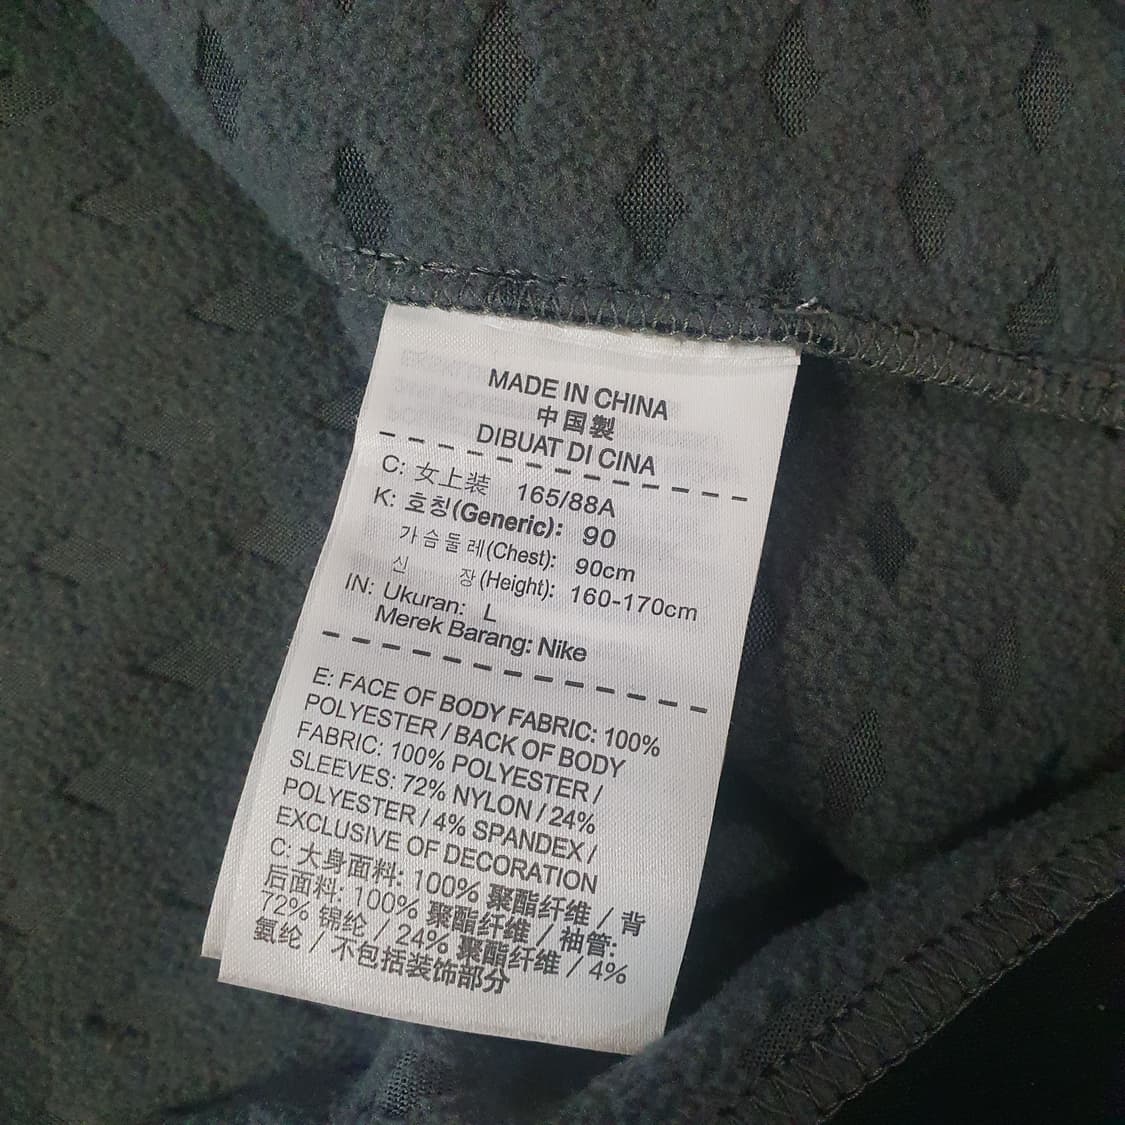 MADE IN CHINA
中国製
DIBUAT DI CINA
C: 女上装 165/88A
K: 호칭(Generic): 90
가슴둘레(Chest): 90cm
신 장(Height): 160-170cm
IN: Ukuran: L
Merek Barang: Nike
E: FACE OF BODY FABRIC: 100%
POLYESTER / BACK OF BODY
FABRIC: 100% POLYESTER /
SLEEVES: 72% NYLON / 24%
POLYESTER / 4% SPANDEX /
EXCLUSIVE OF DECORATION
C: 大身面料: 100% 聚酯纤维 / 背
后面料: 100% 聚酯纤维 / 袖管:
72% 锦纶 / 24% 聚酯纤维 / 4%
氨纶 / 不包括装饰部分